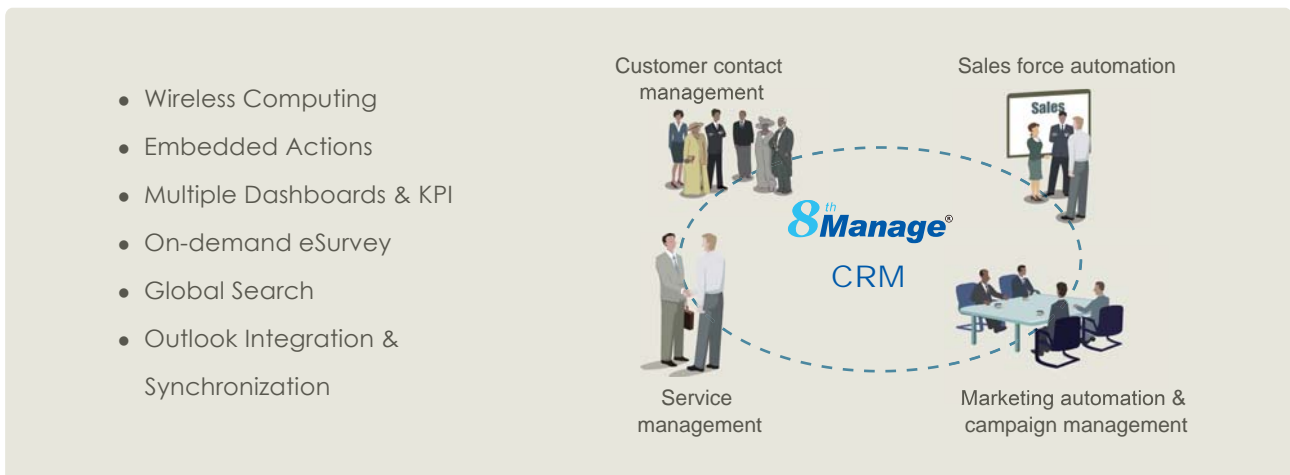 ● Wireless Computing
● Embedded Actions
● Multiple Dashboards & KPI
● On-demand eSurvey
● Global Search
● Outlook Integration &
Synchronization
Customer contact
management
Sales force automation
Sales
8th Manage®
CRM
Service
management
Marketing automation &
campaign management